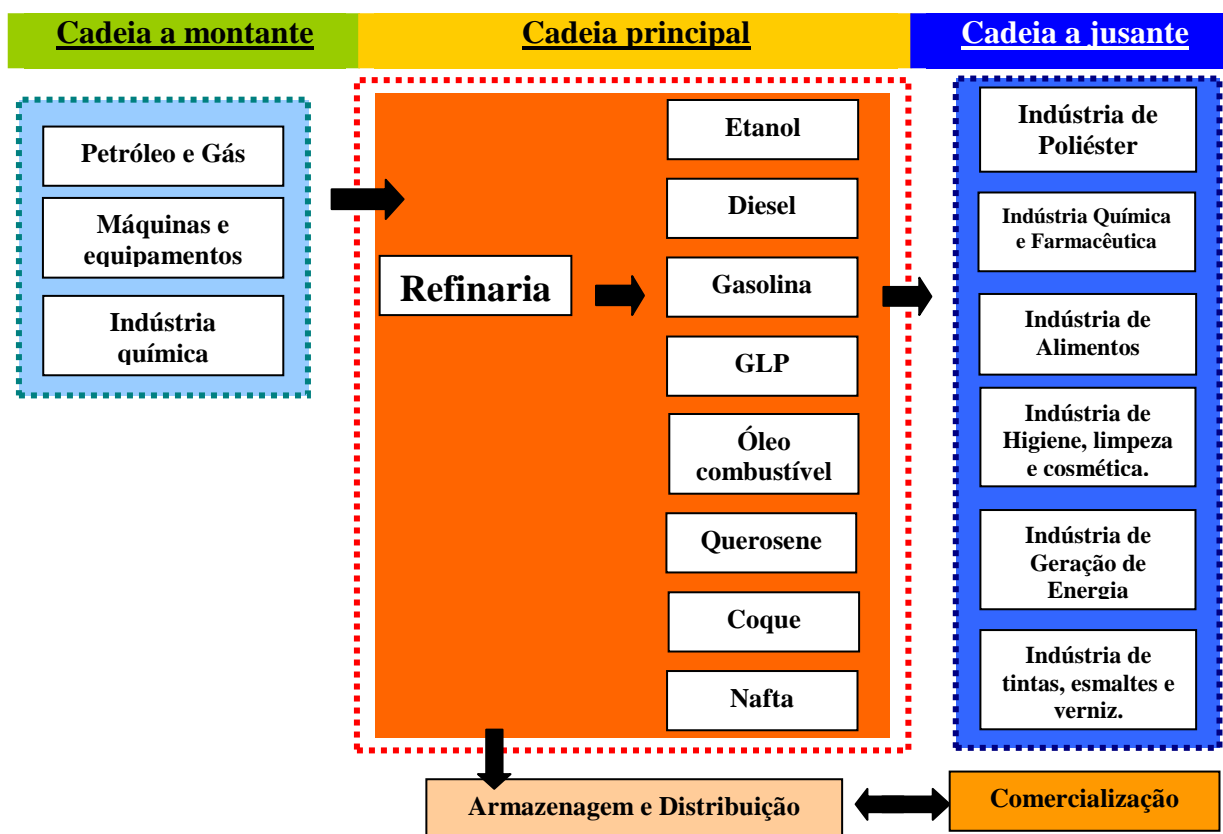 Cadeia a montante
Cadeia principal
Cadeia a jusante
Petróleo e Gás
Máquinas e
equipamentos
Indústria
química
Refinaria
Etanol
Diesel
Gasolina
GLP
Óleo
combustível
Querosene
Coque
Nafta
Indústria de
Poliéster
Indústria Química
e Farmacêutica
Indústria de
Alimentos
Indústria de
Higiene, limpeza
e cosmética.
Indústria de
Geração de
Energia
Indústria de
tintas, esmaltes e
verniz.
Armazenagem e Distribuição
Comercialização